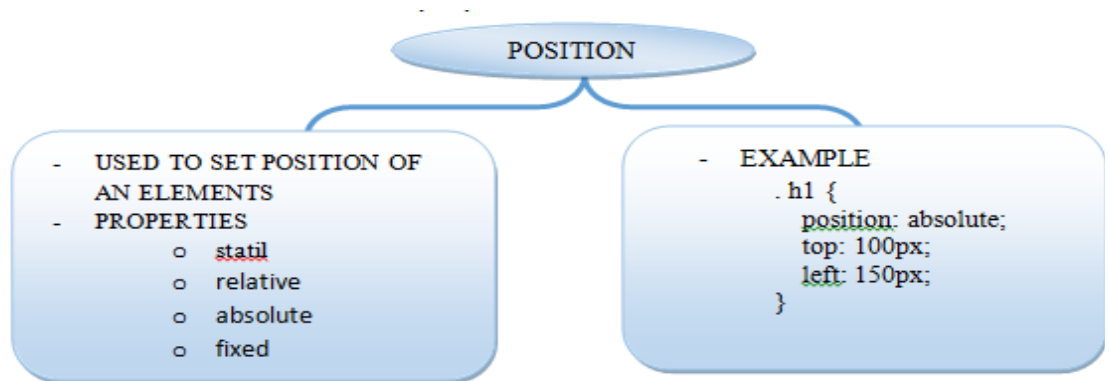 POSITION
- USED TO SET POSITION OF
AN ELEMENTS
- PROPERTIES
o statil
o relative
o absolute
o fixed
- EXAMPLE
. h1 {
position: absolute;
top: 100px;
left: 150px;
}